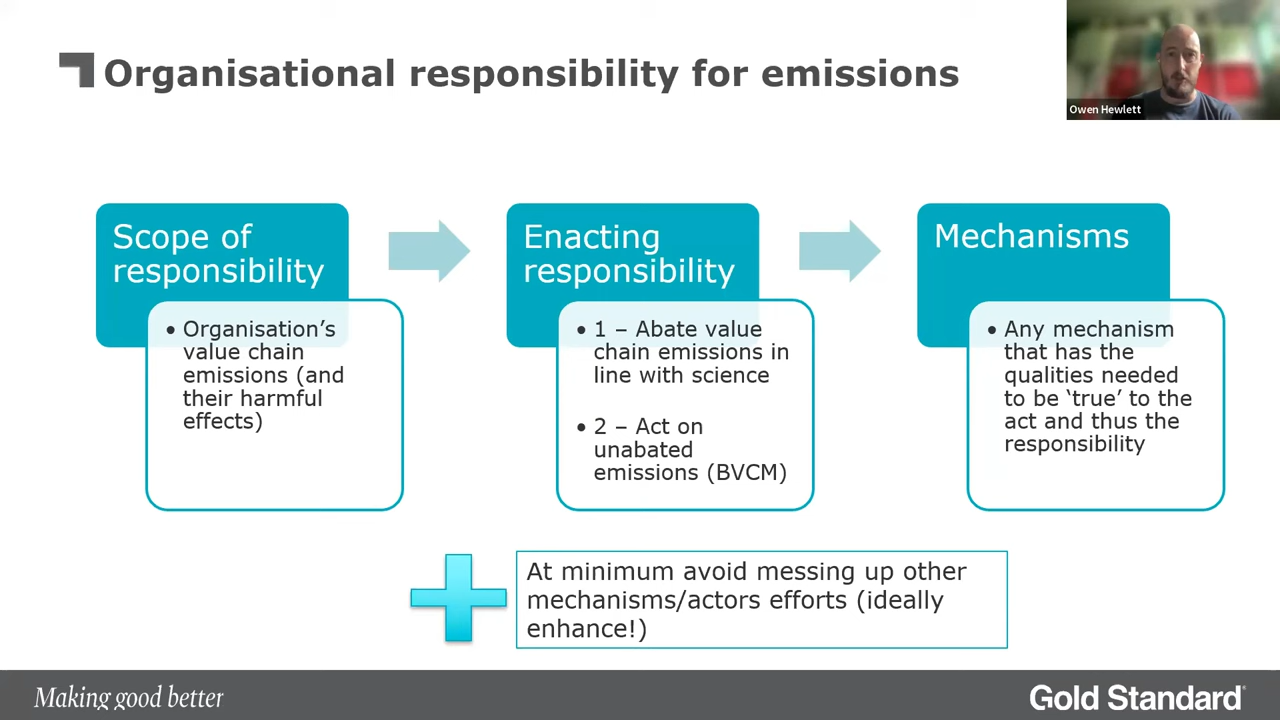 Organisational responsibility for emissions
Owen Hewlett
Scope of
responsibility
• Organisation’s
value chain
emissions (and
their harmful
effects)
Enacting
responsibility
• 1 – Abate value
chain emissions in
line with science
• 2 – Act on
unabated
emissions (BVCM)
Mechanisms
• Any mechanism
that has the
qualities needed
to be ‘true’ to the
act and thus the
responsibility
At minimum avoid messing up other
mechanisms/actors efforts (ideally
enhance!)
Making good better
Gold Standard®